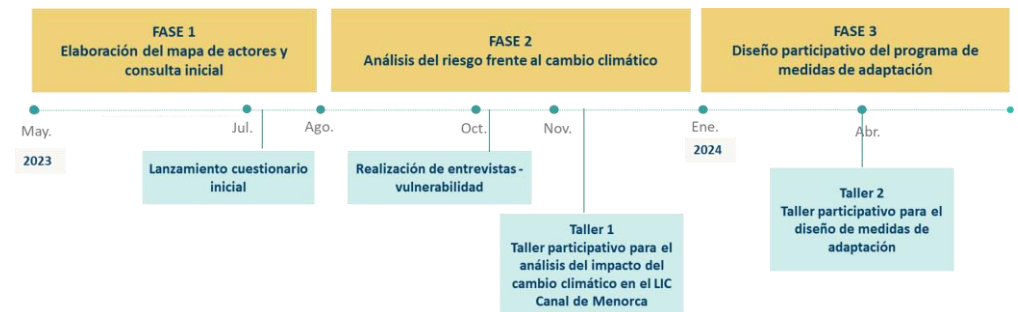 FASE 1
Elaboración del mapa de actores y
consulta inicial
FASE 2
Análisis del riesgo frente al cambio climático
FASE 3
Diseño participativo del programa de
medidas de adaptación
May.
Jul.
Ago.
Oct.
Nov.
Ene.
Abr.
2023
2024
Lanzamiento cuestionario
inicial
Realización de entrevistas -
vulnerabilidad
Taller 1
Taller participativo para el
análisis del impacto del
cambio climático en el LIC
Canal de Menorca
Taller 2
Taller participativo para el
diseño de medidas de
adaptación